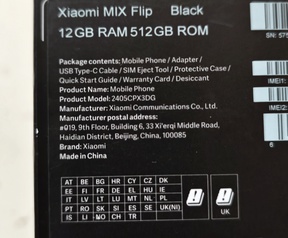 Xiaomi MIX Flip Black
12GB RAM 512GB ROM
Package contents: Mobile Phone / Adapter /
USB Type-C Cable / SIM Eject Tool / Protective Case /
Quick Start Guide / Warranty Card / Desiccant
Product Name: Mobile Phone
Product Model: 2405CPX3DG
Manufacturer: Xiaomi Communications Co., Ltd.
Manufacturer postal address:
#019, 9th Floor, Building 6, 33 Xi'erqi Middle Road,
Haidian District, Beijing, China, 100085
Brand: Xiaomi
Made in China
SN: 575
IMEI1:
IMEI2:
6
AT BE BG HR CY CZ DK
EE FI FR DE EL HU IE
IT LV LT LU MT NL PL
PT RO SK SI ES SE UK(NI)
IS LI NO CH TR
UK